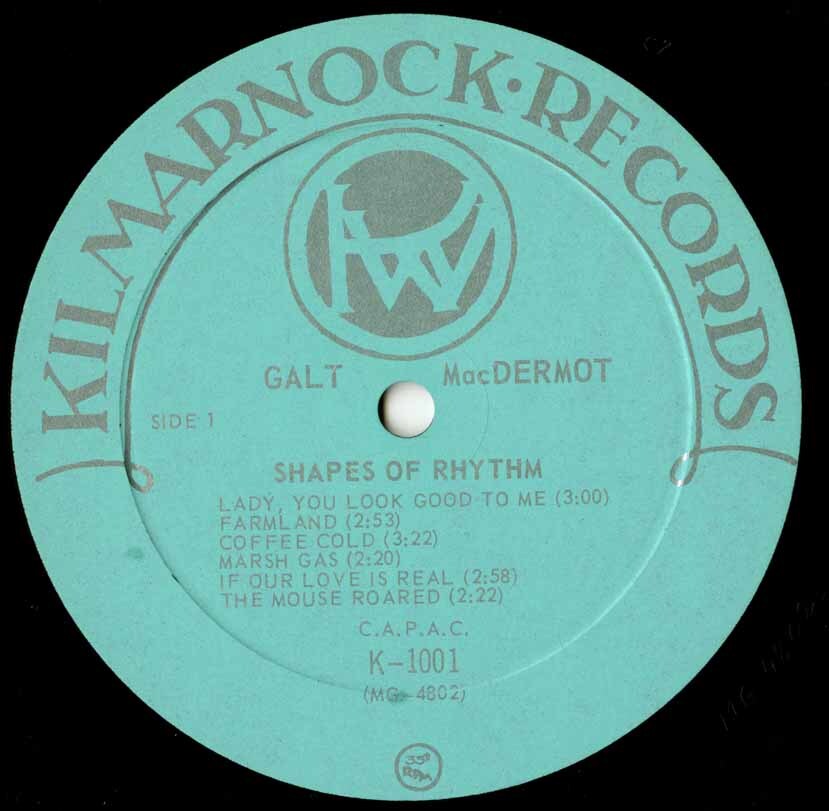 KILMARNOCK·RECORDS
GALT MacDERMOT
SIDE 1
SHAPES OF RHYTHM
LADY, YOU LOOK GOOD TO ME (3:00)
FARMLAND (2:53)
COFFEE COLD (3:22)
MARSH GAS (2:20)
IF OUR LOVE IS REAL (2:58)
THE MOUSE ROARED (2:22)
C.A.P.A.C.
K-1001
(MG-4802)
RPM